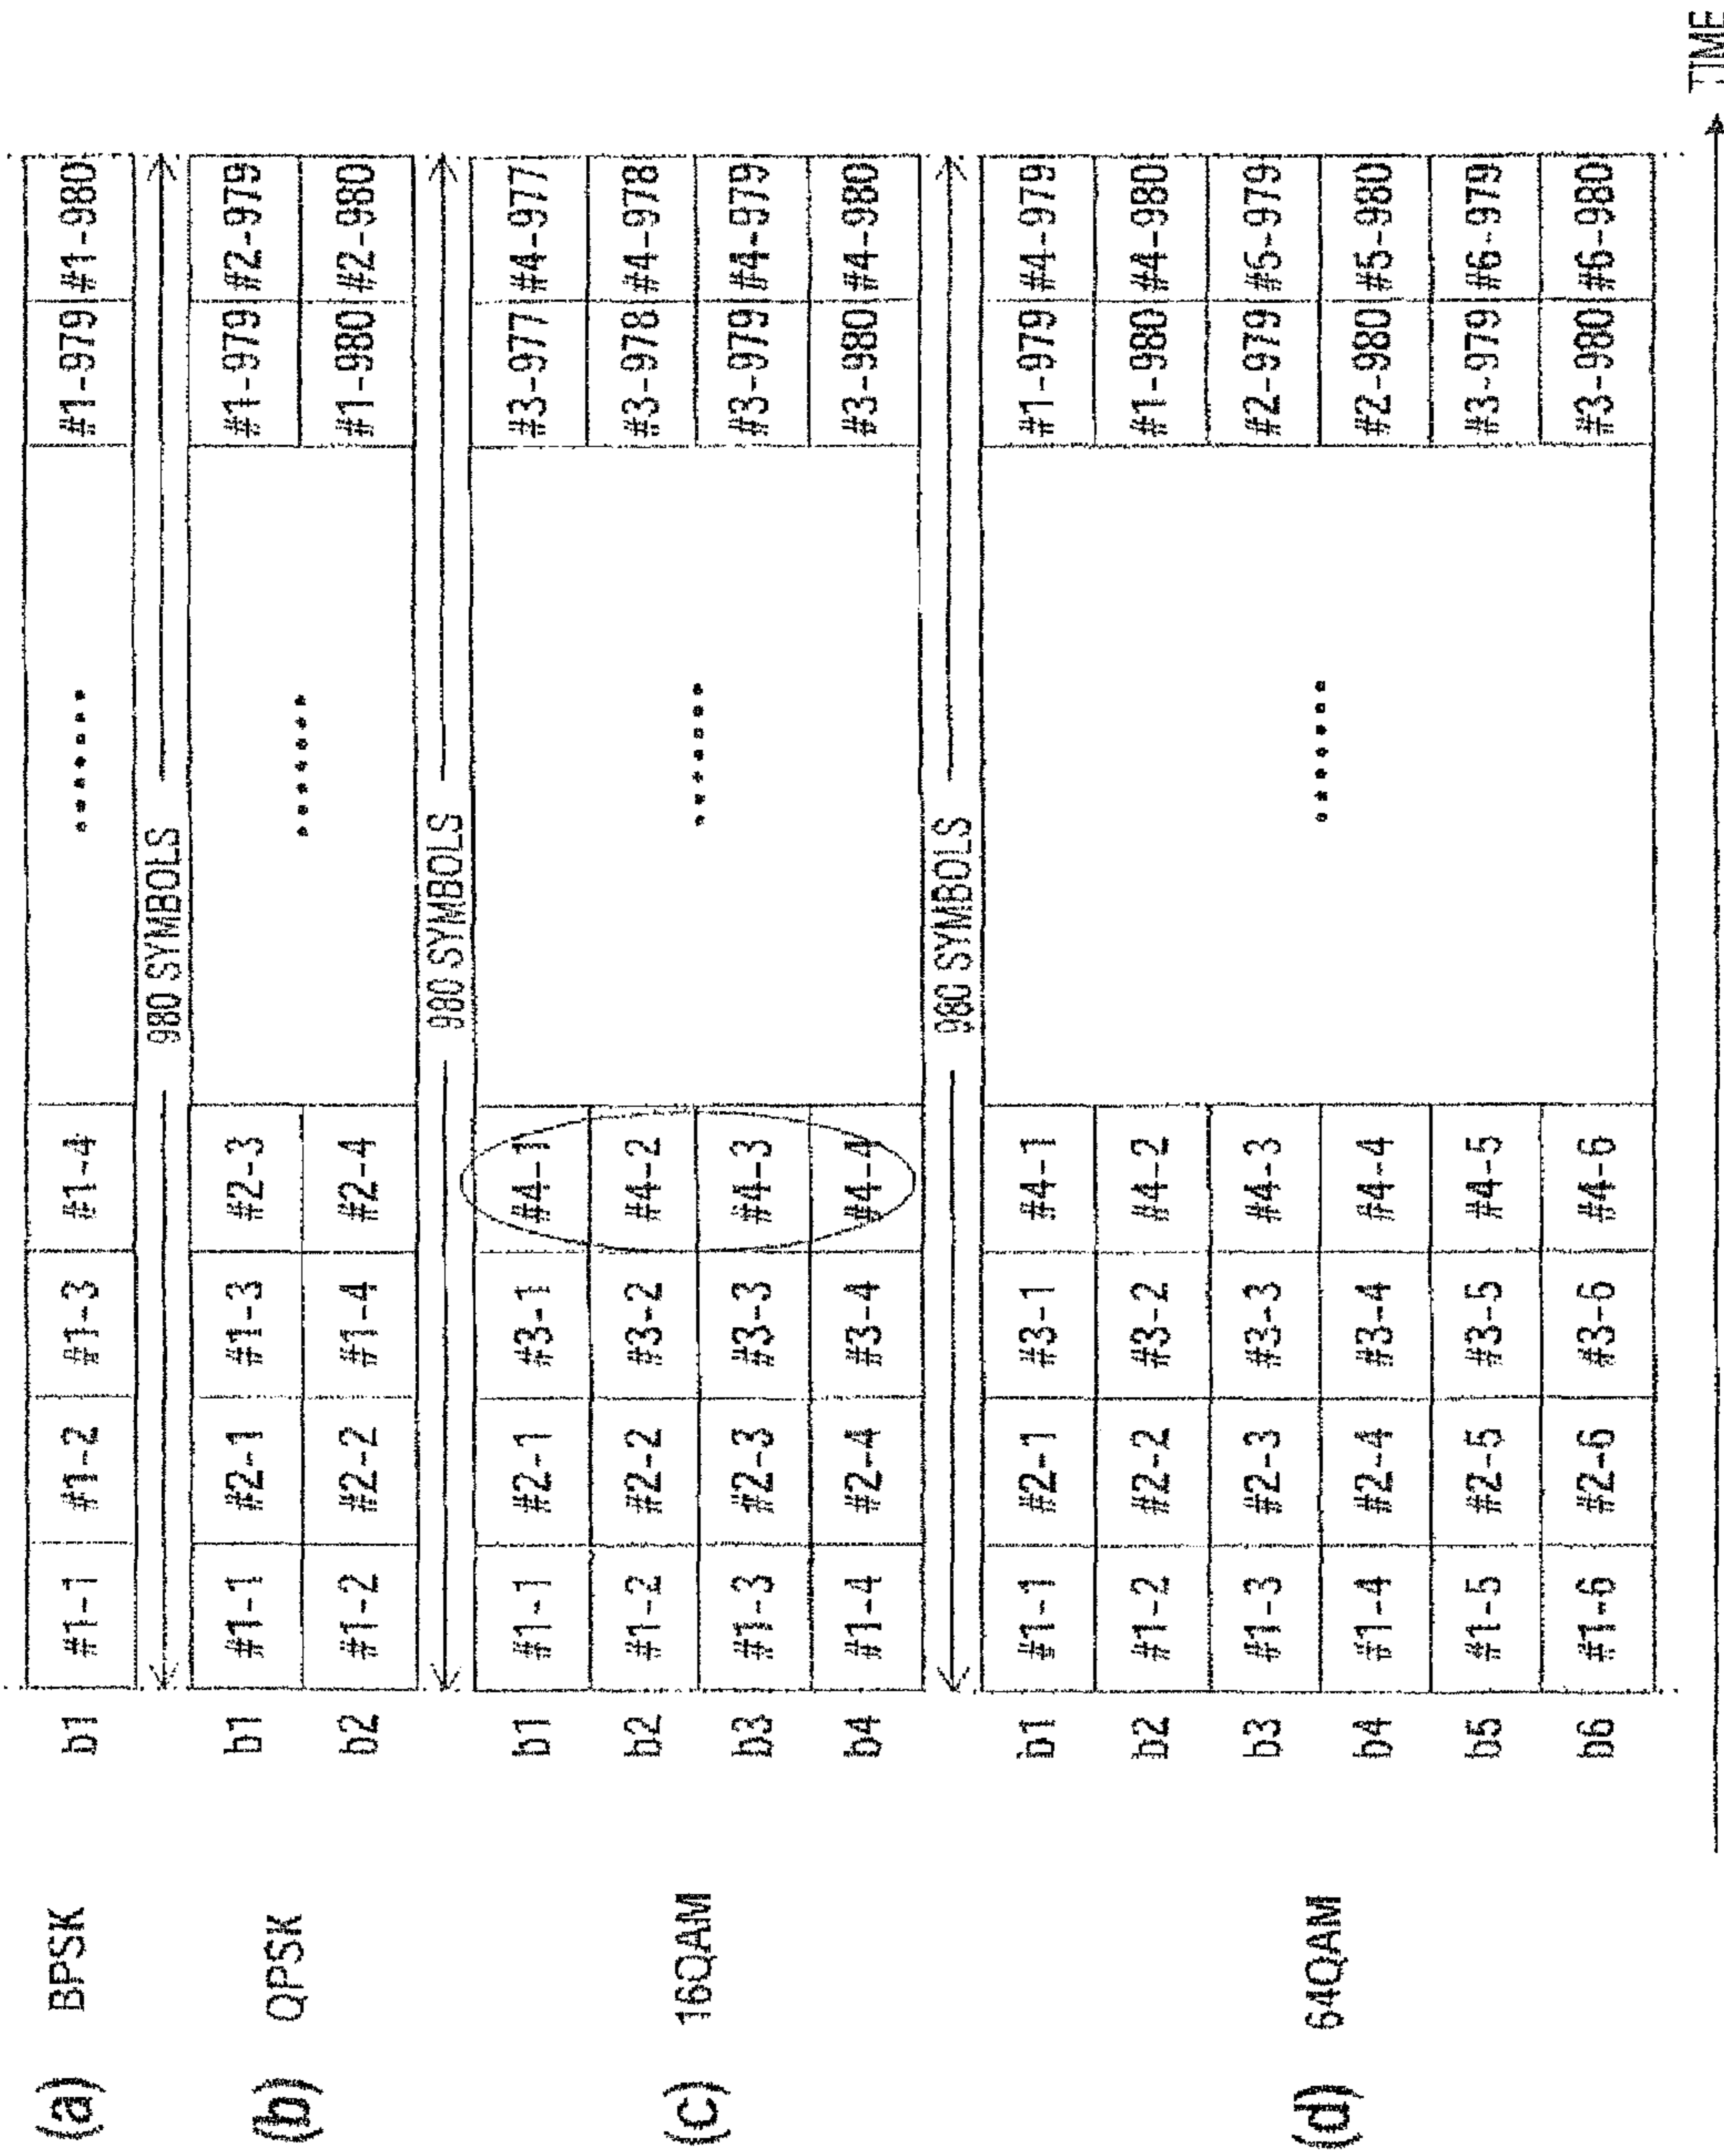 (a) BPSK
b1 #1-1 #1-2 #1-3 #1-4 ······· #1-979 #1-980
980 SYMBOLS
(b) QPSK
b1 #1-1 #2-1 #1-3 #2-3 ······· #1-979 #2-979
b2 #1-2 #2-2 #1-4 #2-4 #1-980 #2-980
980 SYMBOLS
(c) 16QAM
b1 #1-1 #2-1 #3-1 #4-1 #3-977 #4-977
b2 #1-2 #2-2 #3-2 #4-2 ······· #3-978 #4-978
b3 #1-3 #2-3 #3-3 #4-3 #3-979 #4-979
b4 #1-4 #2-4 #3-4 #4-4 #3-980 #4-980
980 SYMBOLS
(d) 64QAM
b1 #1-1 #2-1 #3-1 #4-1 #1-979 #4-979
b2 #1-2 #2-2 #3-2 #4-2 #1-980 #4-980
b3 #1-3 #2-3 #3-3 #4-3 ······· #2-979 #5-979
b4 #1-4 #2-4 #3-4 #4-4 #2-980 #5-980
b5 #1-5 #2-5 #3-5 #4-5 #3-979 #6-979
b6 #1-6 #2-6 #3-6 #4-6 #3-980 #6-980
TIME